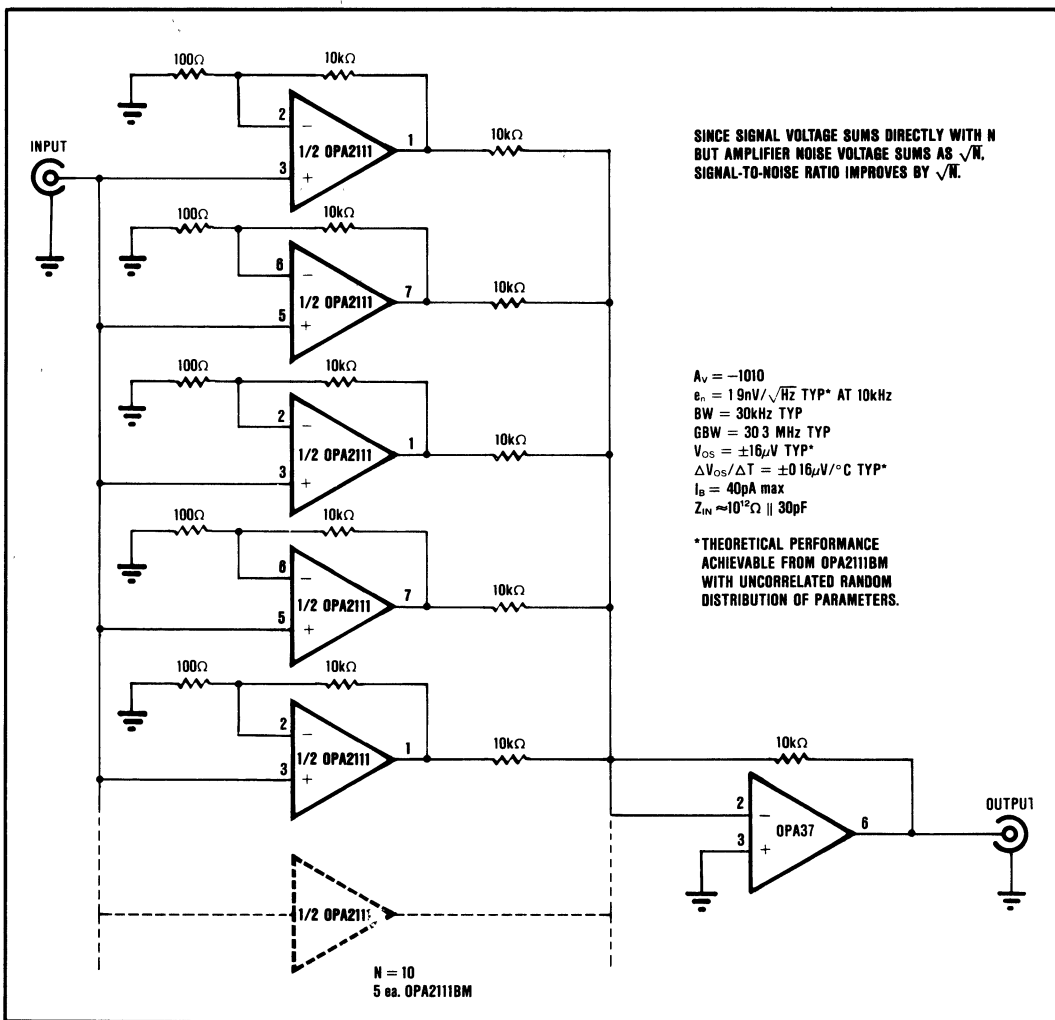 100Ω
10kΩ
2
−
1/2 OPA2111
1
3
+
10kΩ
INPUT
SINCE SIGNAL VOLTAGE SUMS DIRECTLY WITH N
BUT AMPLIFIER NOISE VOLTAGE SUMS AS √N,
SIGNAL-TO-NOISE RATIO IMPROVES BY √N.
100Ω
10kΩ
6
−
1/2 OPA2111
7
5
+
10kΩ
100Ω
10kΩ
2
−
1/2 OPA2111
1
3
+
10kΩ
AV = −1010
en = 1 9nV/√Hz TYP* AT 10kHz
BW = 30kHz TYP
GBW = 30 3 MHz TYP
VOS = ±16µV TYP*
ΔVOS/ΔT = ±0 16µV/°C TYP*
IB = 40pA max
ZIN ≈10¹²Ω || 30pF
*THEORETICAL PERFORMANCE
ACHIEVABLE FROM OPA2111BM
WITH UNCORRELATED RANDOM
DISTRIBUTION OF PARAMETERS.
100Ω
10kΩ
6
−
1/2 OPA2111
7
5
+
10kΩ
100Ω
10kΩ
2
−
1/2 OPA2111
1
3
+
10kΩ
10kΩ
2
−
OPA37
6
3
+
OUTPUT
1/2 OPA2111
N = 10
5 ea. OPA2111BM